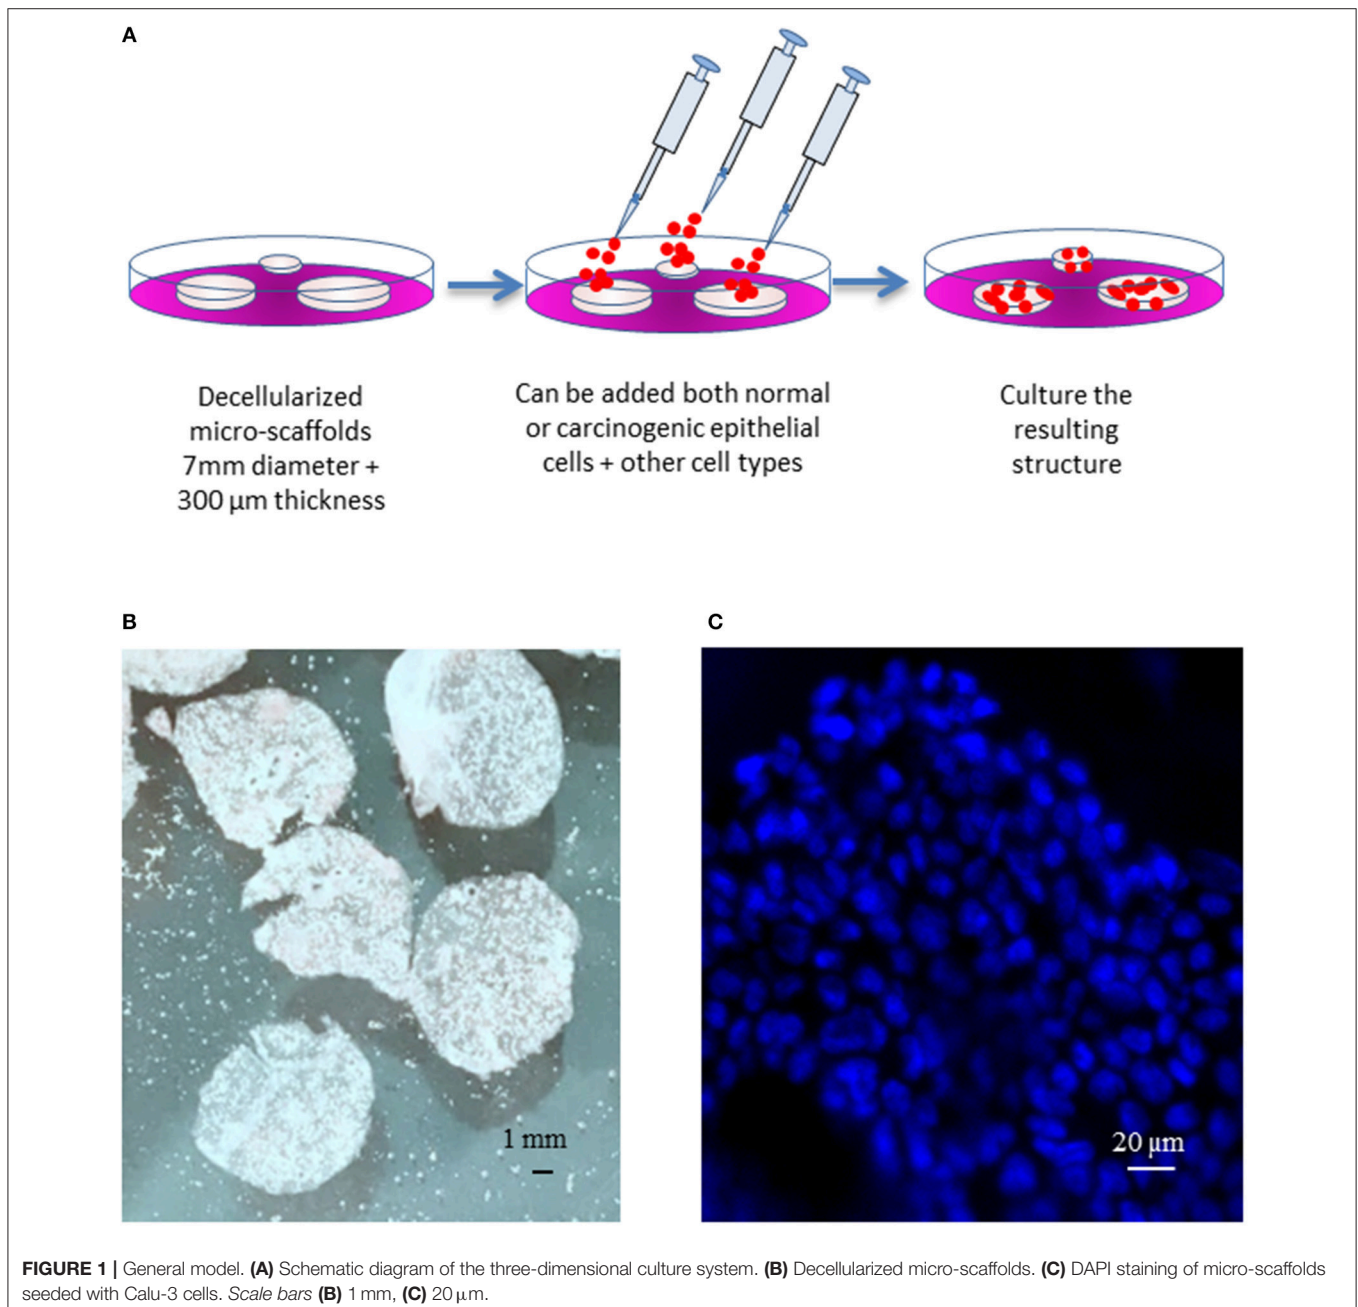 A
Decellularized
micro-scaffolds
7mm diameter +
300 µm thickness
Can be added both normal
or carcinogenic epithelial
cells + other cell types
Culture the
resulting
structure
B
C
1 mm
20 µm
FIGURE 1 | General model. (A) Schematic diagram of the three-dimensional culture system. (B) Decellularized micro-scaffolds. (C) DAPI staining of micro-scaffolds
seeded with Calu-3 cells. Scale bars (B) 1 mm, (C) 20 µm.